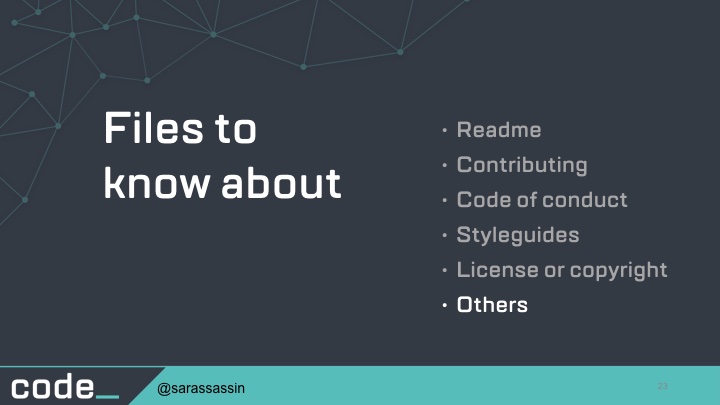 Files to
know about
· Readme
· Contributing
· Code of conduct
· Styleguides
· License or copyright
· Others
code_
@sarassassin
23